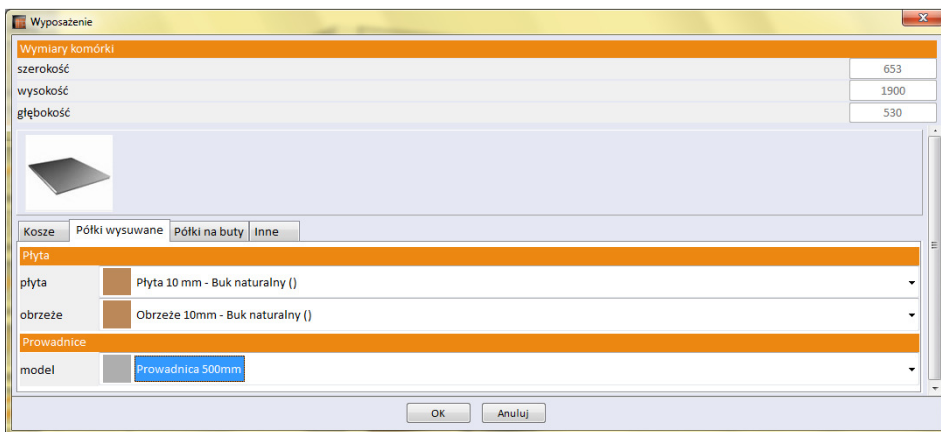 Wyposażenie
Wymiary komórki
szerokość 653
wysokość 1900
głębokość 530
Kosze Półki wysuwane Półki na buty Inne
Płyta
płyta Płyta 10 mm - Buk naturalny ()
obrzeże Obrzeże 10mm - Buk naturalny ()
Prowadnice
model Prowadnica 500mm
OK Anuluj